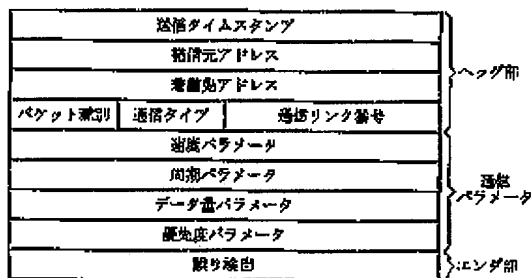 送信タイムスタンプ
発信元アドレス
着信先アドレス
ヘッダ部
パケット種別 通信タイプ 通信リンク番号
速度パラメータ
周期パラメータ
通信
パラメータ
データ量パラメータ
優先度パラメータ
誤り検出
エンダ部